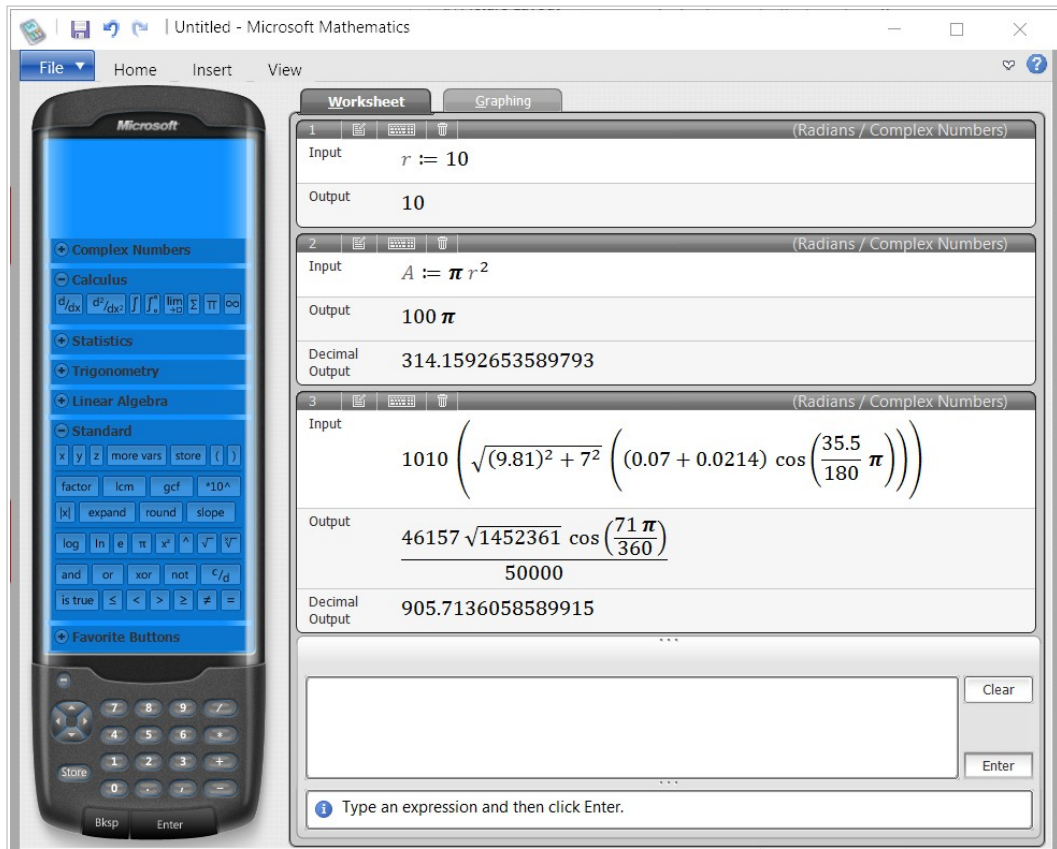 Untitled - Microsoft Mathematics
File Home Insert View
Microsoft
Complex Numbers
Calculus
d/dx d²/dx² ∫ ∫ₐᵃ lim →□ Σ Π ∞
Statistics
Trigonometry
Linear Algebra
Standard
x y z more vars store ( )
factor lcm gcf *10^
|x| expand round slope
log ln e π x² ^ √ ∛
and or xor not c/d
is true ≤ < > ≥ ≠ =
Favorite Buttons
7 8 9 /
4 5 6 *
1 2 3 +
Store
0 . , −
Bksp Enter
Worksheet Graphing
1 (Radians / Complex Numbers)
Input r := 10
Output 10
2 (Radians / Complex Numbers)
Input A := π r²
Output 100 π
Decimal Output 314.1592653589793
3 (Radians / Complex Numbers)
Input 1010 (√((9.81)² + 7²) ((0.07 + 0.0214) cos(35.5/180 π)))
Output 46157 √1452361 cos(71 π/360) / 50000
Decimal Output 905.7136058589915
Clear
Enter
Type an expression and then click Enter.